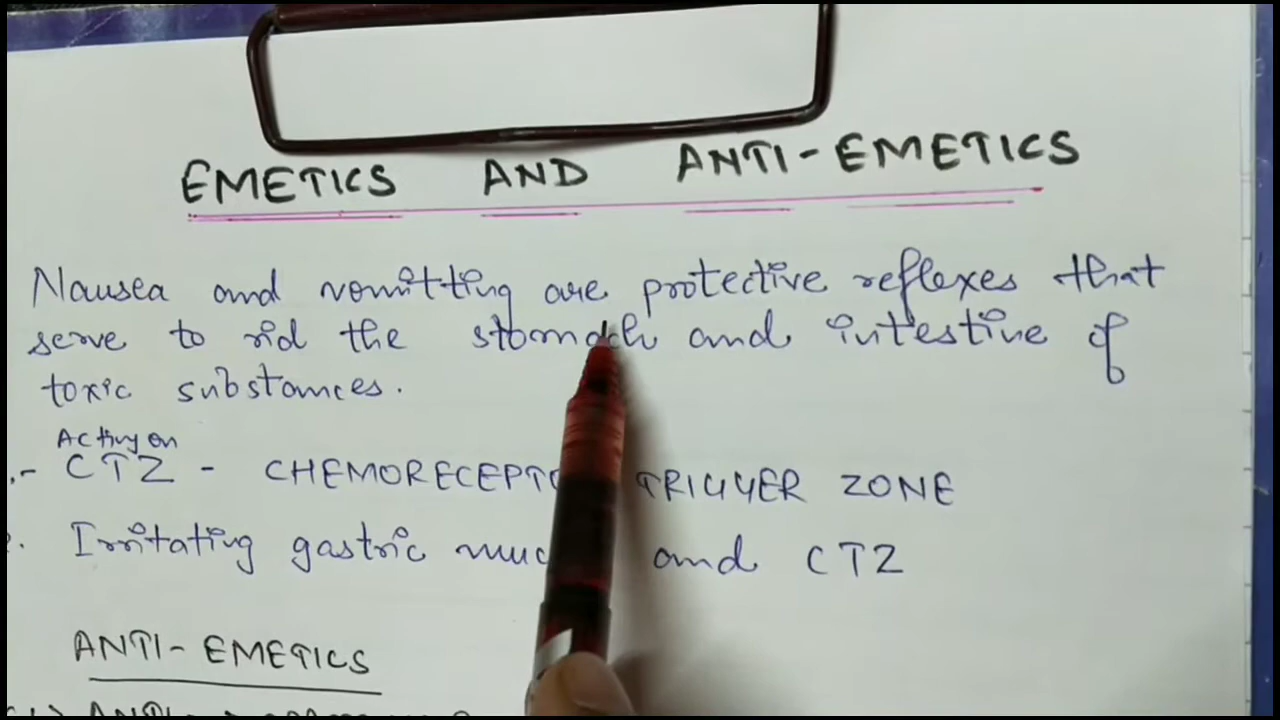 EMETICS AND ANTI-EMETICS
Nausea and vomitting are protective reflexes that
serve to rid the stomach and intestine of
toxic substances.
Acting on
.- CTZ - CHEMORECEPTO TRIGGER ZONE
. Irritating gastric muc and CTZ
ANTI-EMETICS